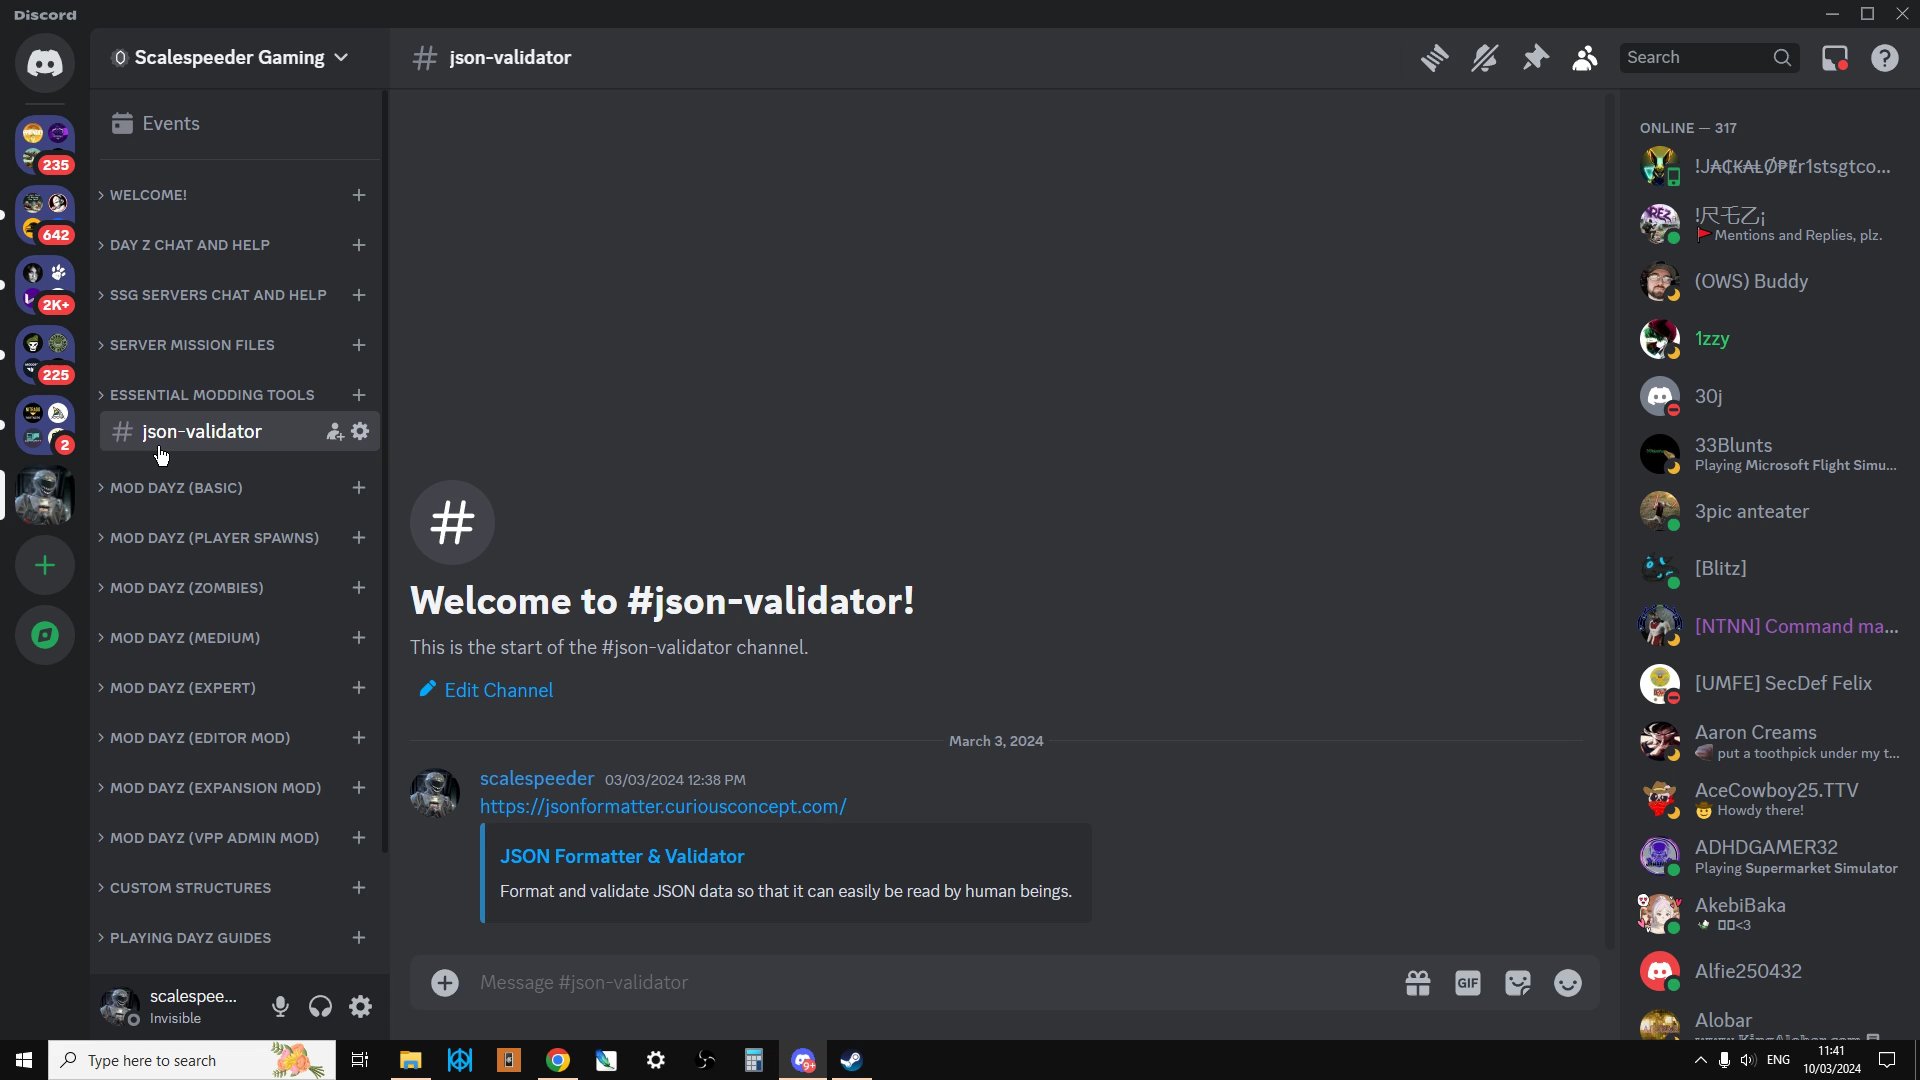 Discord
235
642
2K+
225
2
Scalespeeder Gaming
Events
WELCOME!
DAY Z CHAT AND HELP
SSG SERVERS CHAT AND HELP
SERVER MISSION FILES
ESSENTIAL MODDING TOOLS
json-validator
MOD DAYZ (BASIC)
MOD DAYZ (PLAYER SPAWNS)
MOD DAYZ (ZOMBIES)
MOD DAYZ (MEDIUM)
MOD DAYZ (EXPERT)
MOD DAYZ (EDITOR MOD)
MOD DAYZ (EXPANSION MOD)
MOD DAYZ (VPP ADMIN MOD)
CUSTOM STRUCTURES
PLAYING DAYZ GUIDES
scalespee...
Invisible
# json-validator
Search
Welcome to #json-validator!
This is the start of the #json-validator channel.
Edit Channel
March 3, 2024
scalespeeder 03/03/2024 12:38 PM
https://jsonformatter.curiousconcept.com/
JSON Formatter & Validator
Format and validate JSON data so that it can easily be read by human beings.
Message #json-validator
GIF
ONLINE — 317
!尺乇乙¡
Mentions and Replies, plz.
(OWS) Buddy
1zzy
30j
33Blunts
Playing Microsoft Flight Simu...
3pic anteater
[Blitz]
[NTNN] Command ma...
[UMFE] SecDef Felix
Aaron Creams
put a toothpick under my t...
AceCowboy25.TTV
Howdy there!
ADHDGAMER32
Playing Supermarket Simulator
AkebiBaka
<3
Alfie250432
Alobar
Type here to search
9+
ENG
11:41
10/03/2024